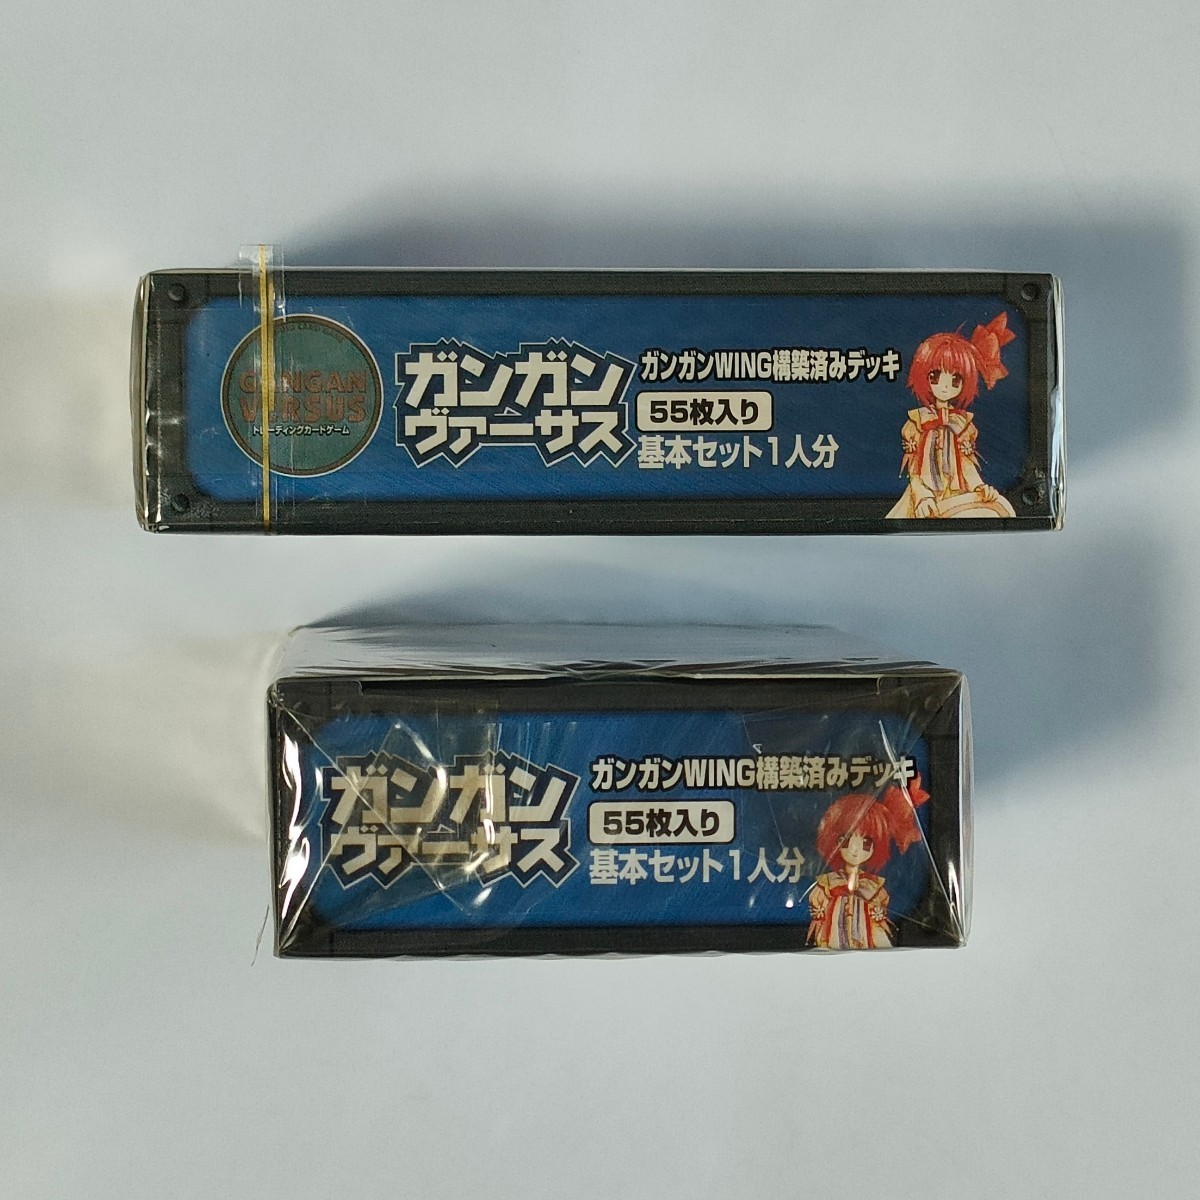 GANGAN
VERSUS
トレーディングカードゲーム
ガンガン
ヴァーサス
ガンガンWING構築済みデッキ
55枚入り
基本セット1人分
ガンガン
ヴァーサス
ガンガンWING構築済みデッキ
55枚入り
基本セット1人分